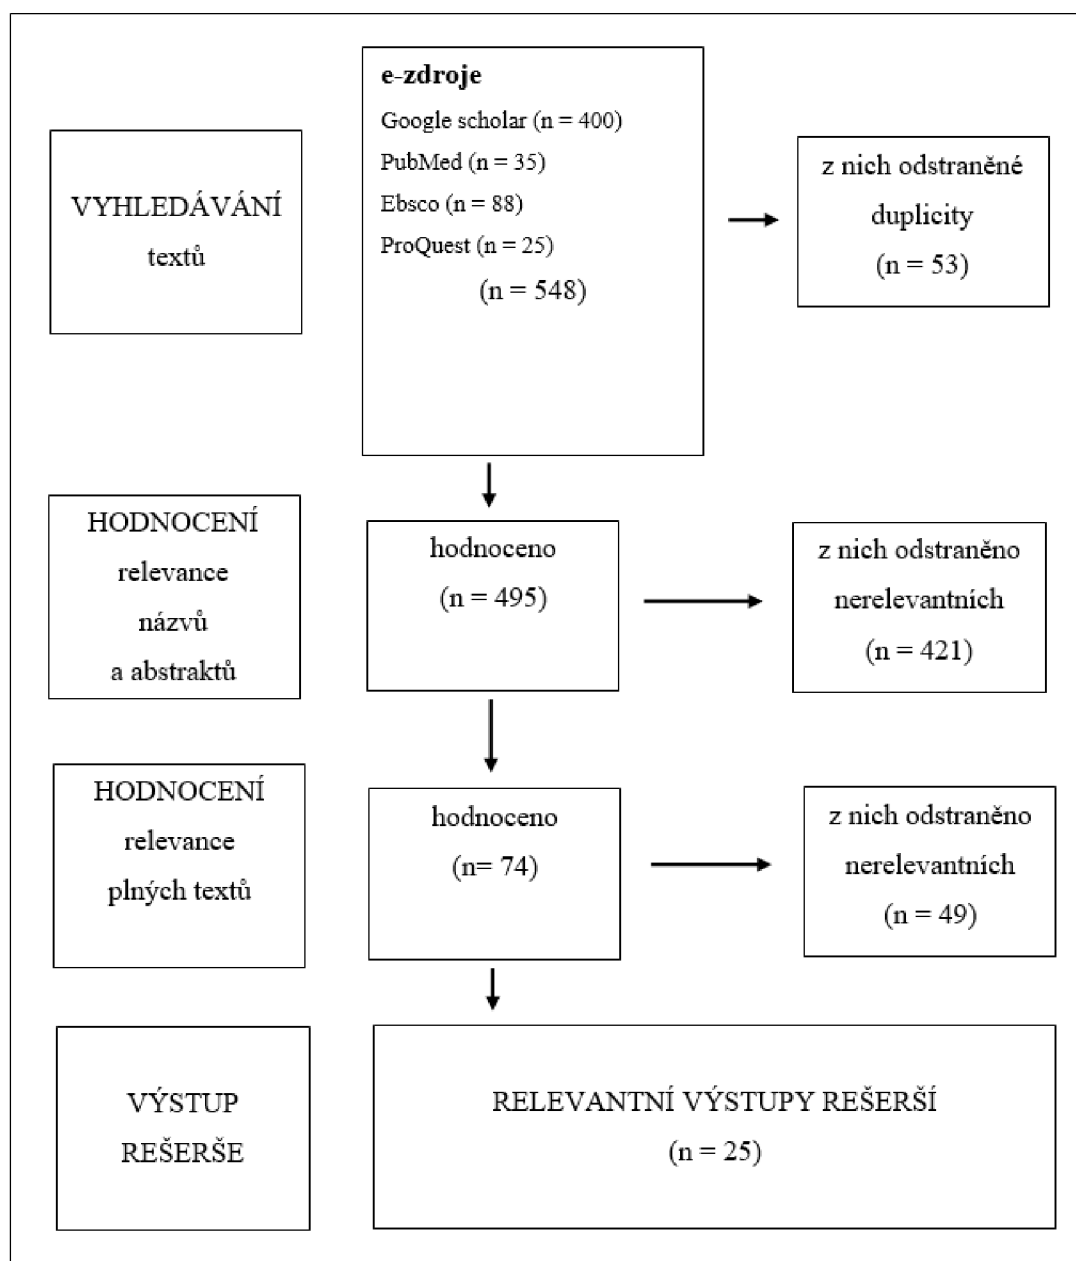 VYHLEDÁVÁNÍ
textů
e-zdroje
Google scholar (n = 400)
PubMed (n = 35)
Ebsco (n = 88)
ProQuest (n = 25)
(n = 548)
z nich odstraněné
duplicity
(n = 53)
HODNOCENÍ
relevance
názvů
a abstraktů
hodnoceno
(n = 495)
z nich odstraněno
nerelevantních
(n = 421)
HODNOCENÍ
relevance
plných textů
hodnoceno
(n= 74)
z nich odstraněno
nerelevantních
(n = 49)
VÝSTUP
REŠERŠE
RELEVANTNÍ VÝSTUPY REŠERŠÍ
(n = 25)